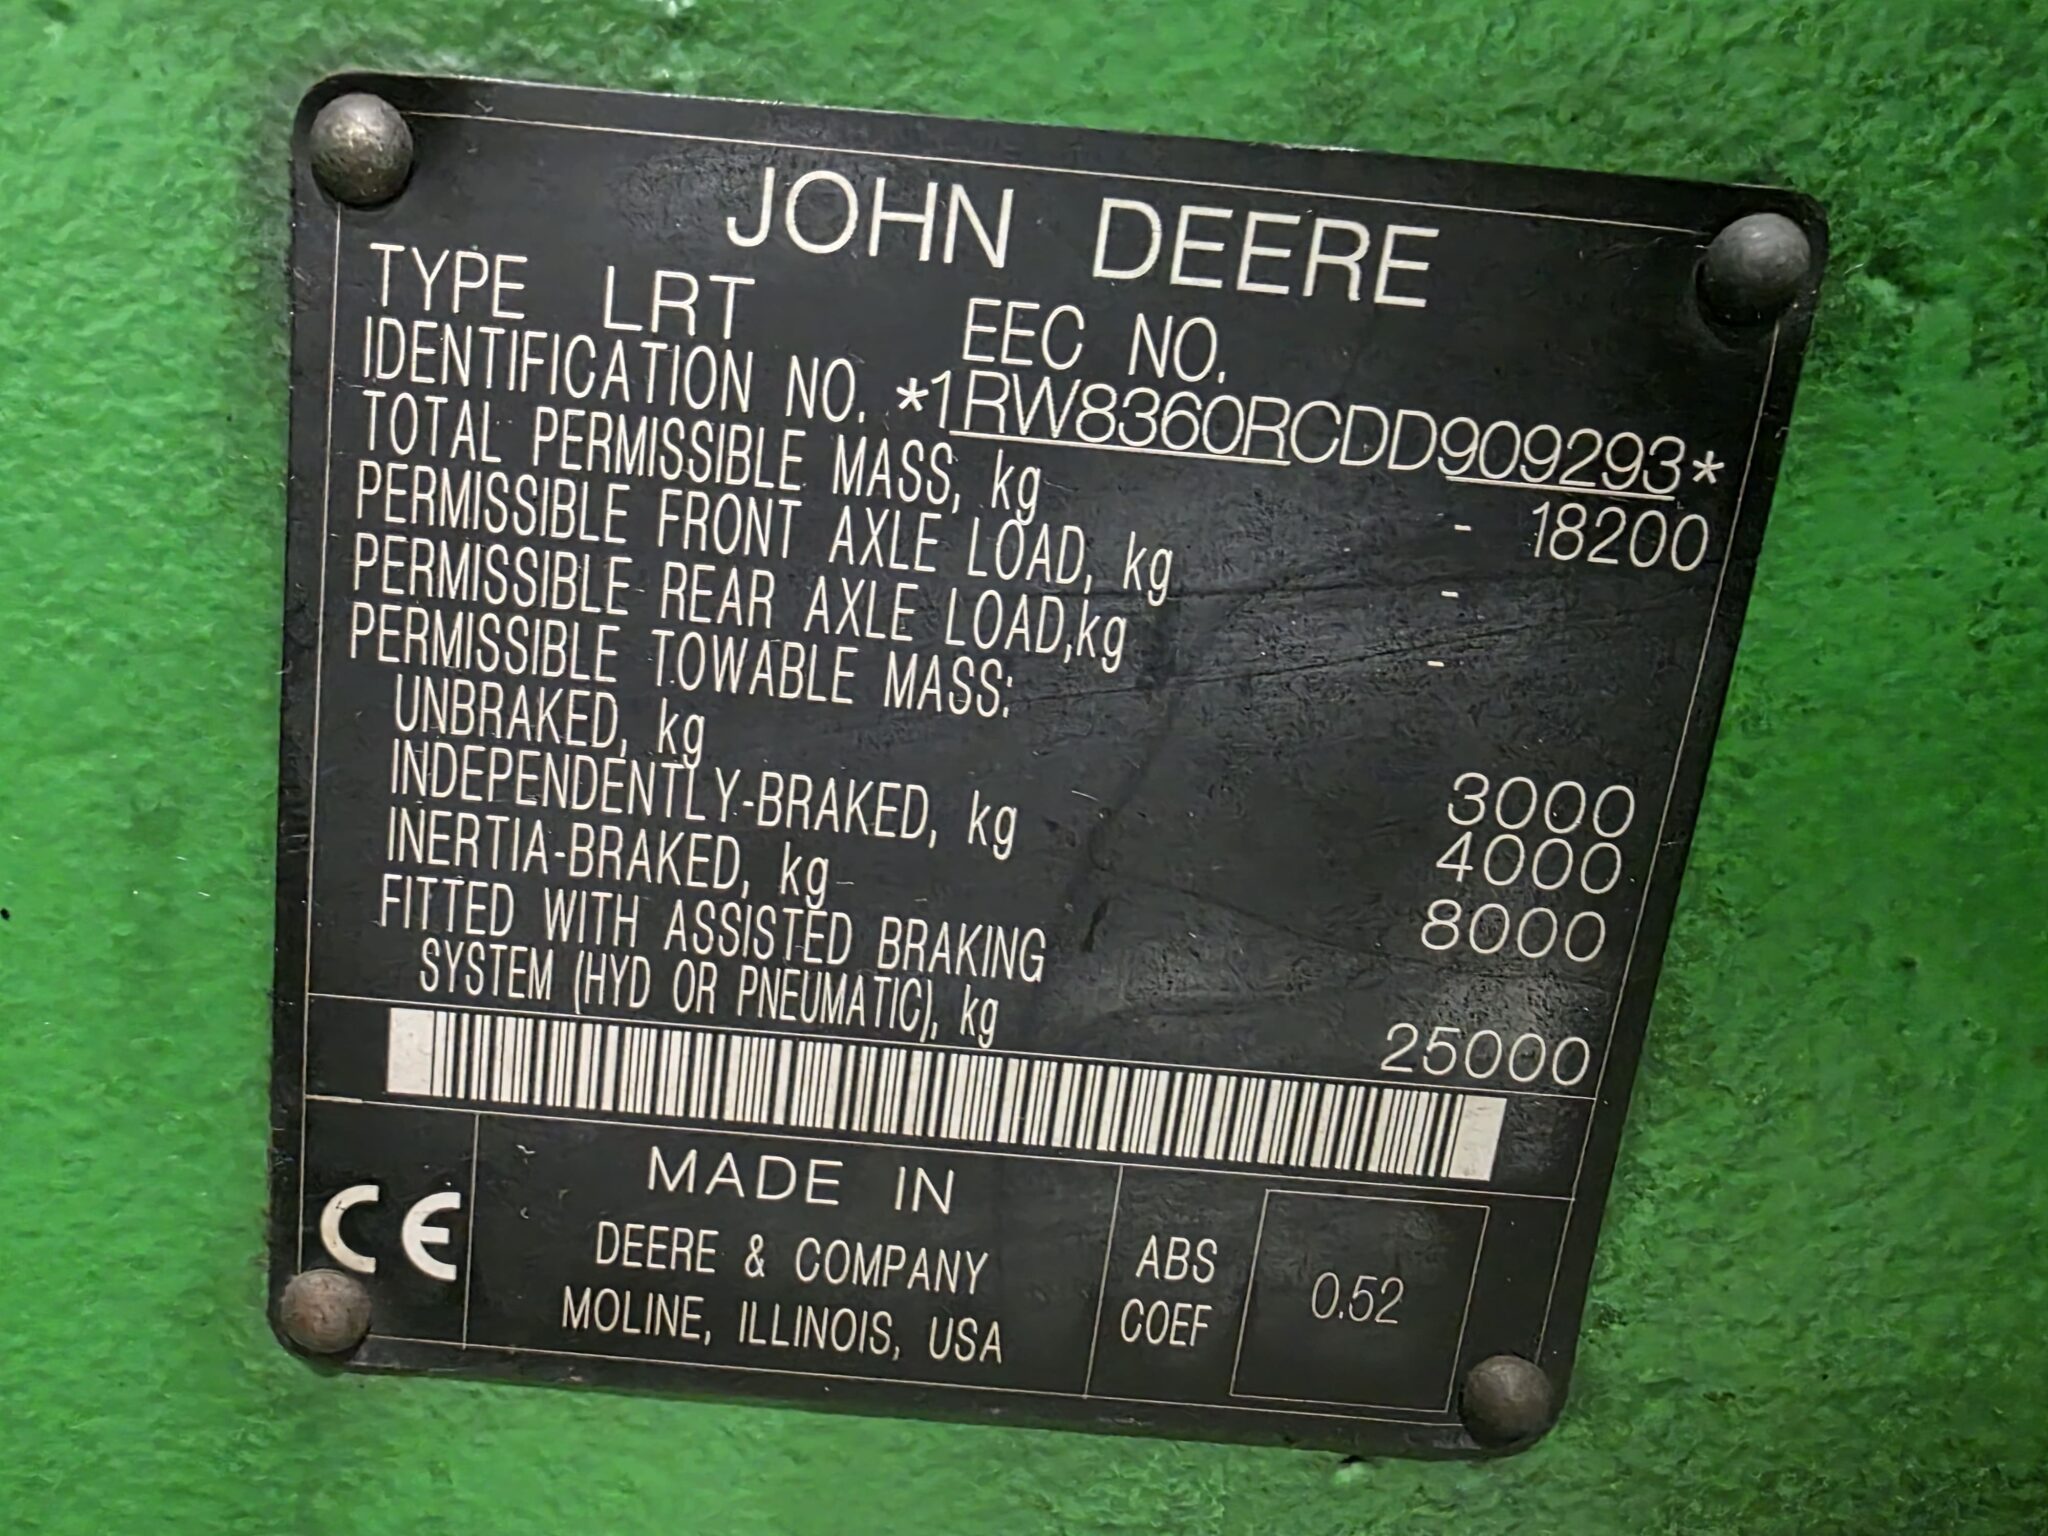 JOHN DEERE
TYPE LRT EEC NO.
IDENTIFICATION NO. *1RW8360RCDD909293*
TOTAL PERMISSIBLE MASS, kg - 18200
PERMISSIBLE FRONT AXLE LOAD, kg -
PERMISSIBLE REAR AXLE LOAD,kg -
PERMISSIBLE TOWABLE MASS:
UNBRAKED, kg 3000
INDEPENDENTLY-BRAKED, kg 4000
INERTIA-BRAKED, kg 8000
FITTED WITH ASSISTED BRAKING
SYSTEM (HYD OR PNEUMATIC), kg 25000
CE
MADE IN
DEERE & COMPANY
MOLINE, ILLINOIS, USA
ABS
COEF
0.52